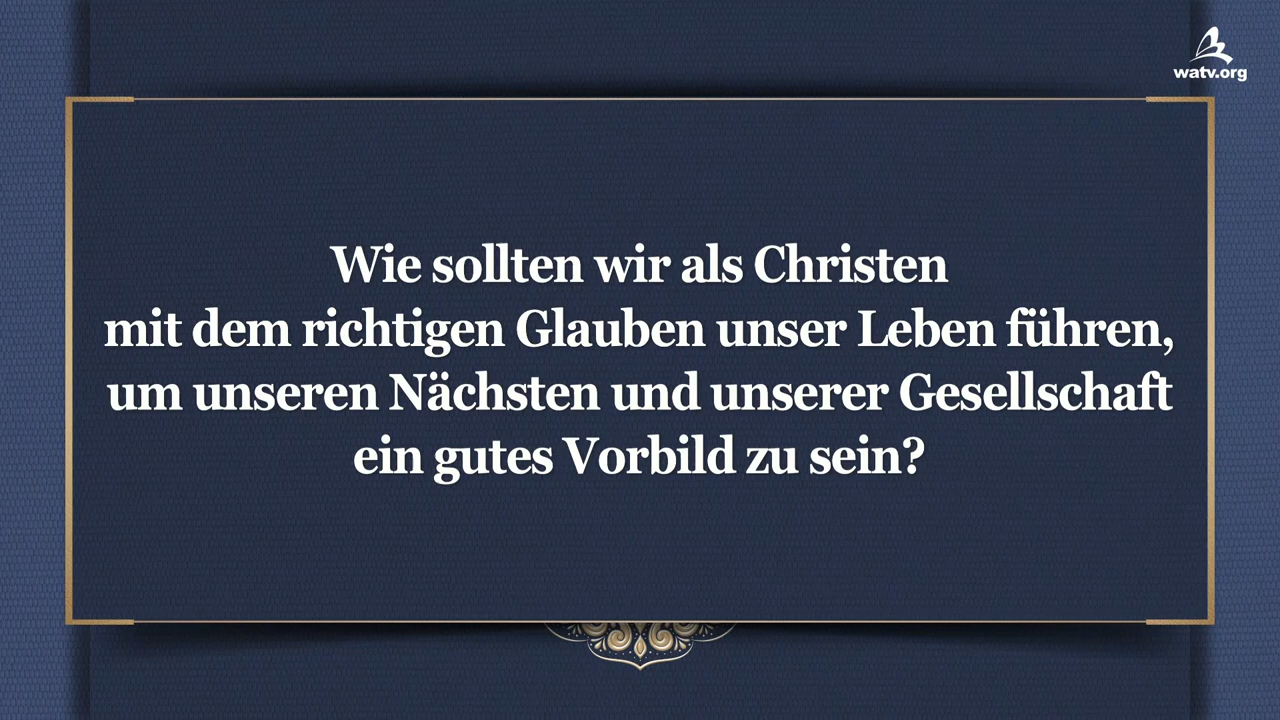 watv.org
Wie sollten wir als Christen
mit dem richtigen Glauben unser Leben führen,
um unseren Nächsten und unserer Gesellschaft
ein gutes Vorbild zu sein?